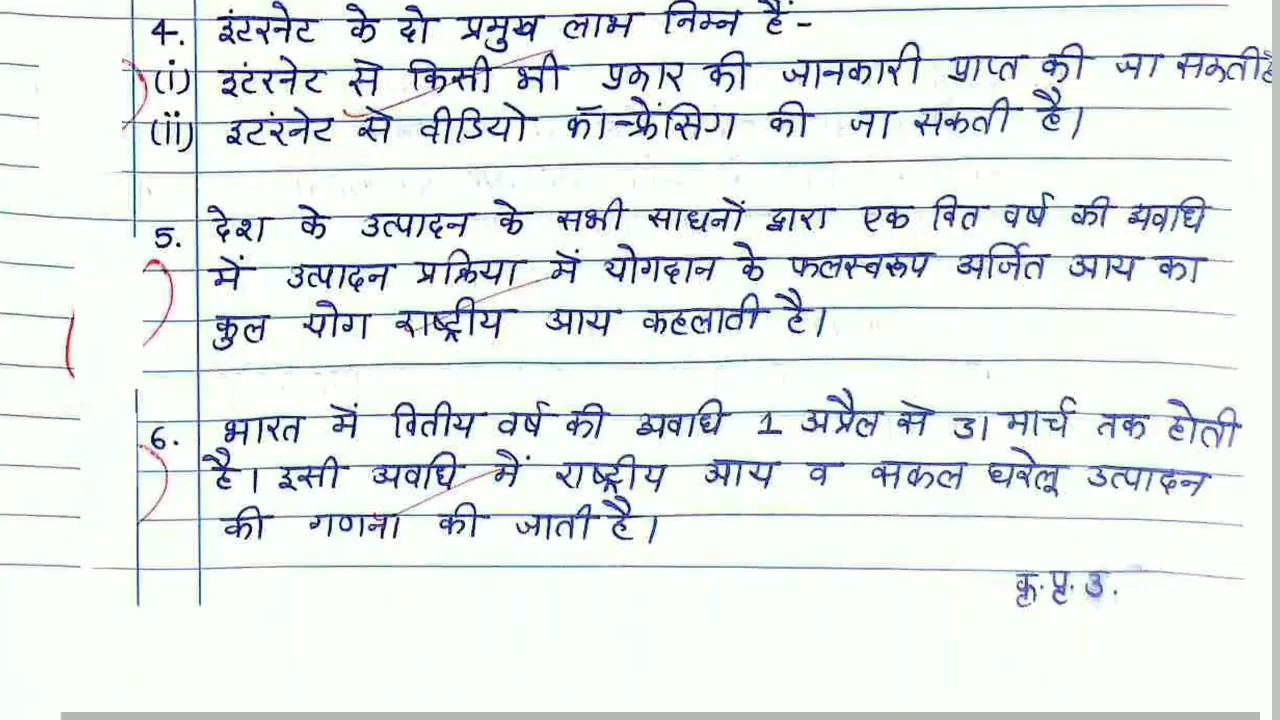 4. इंटरनेट के दो प्रमुख लाभ निम्न हैं -
(i) इंटरनेट से किसी भी प्रकार की जानकारी प्राप्त की जा सकती है
(ii) इटरंनेट से वीडियो कॉन्फ्रेंसिग की जा सकती है।
5. देश के उत्पादन के सभी साधनों द्वारा एक वित वर्ष की अवधि
में उत्पादन प्रक्रिया में योगदान के फलस्वरूप अर्जित आय का
कुल योग राष्ट्रीय आय कहलाती है।
6. भारत में वितीय वर्ष की अवधि 1 अप्रैल से 31 मार्च तक होती
है। इसी अवधि में राष्ट्रीय आय व सकल घरेलू उत्पादन
की गणना की जाती है।
कृ. पृ. उ.